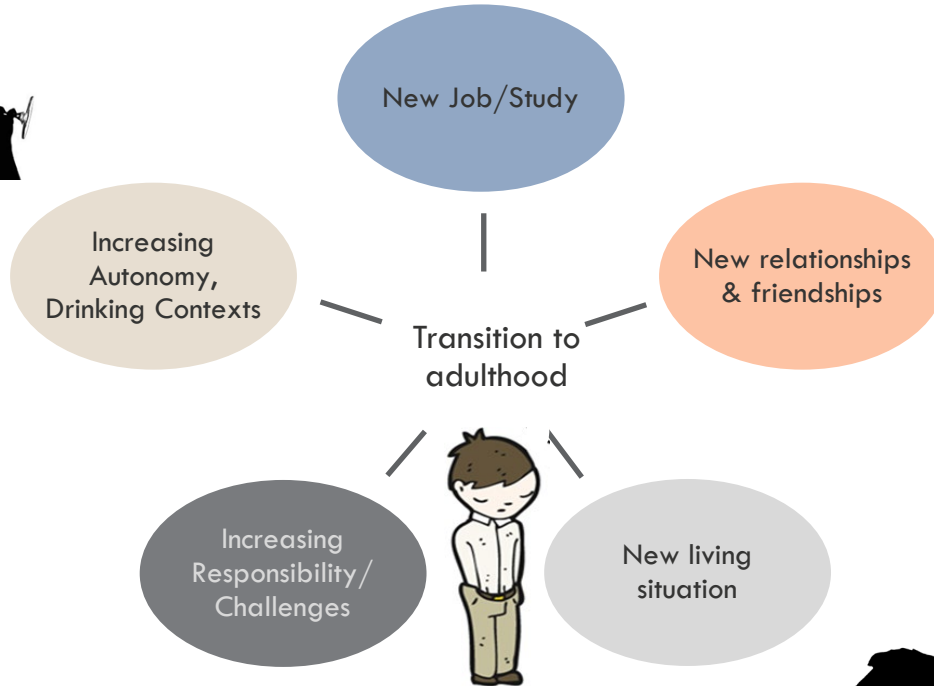 New Job/Study
Increasing
Autonomy,
Drinking Contexts
New relationships
& friendships
Transition to
adulthood
Increasing
Responsibility/
Challenges
New living
situation